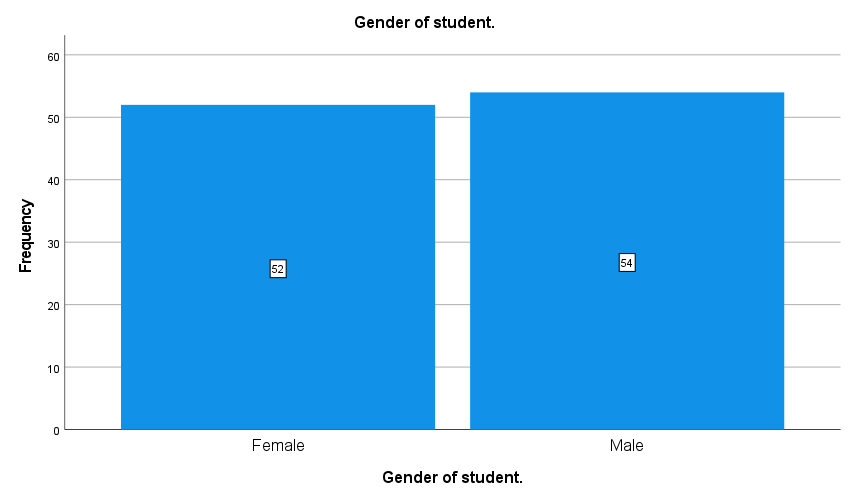 Gender of student.
60
50
40
30
20
10
0
Frequency
52
54
Female
Male
Gender of student.